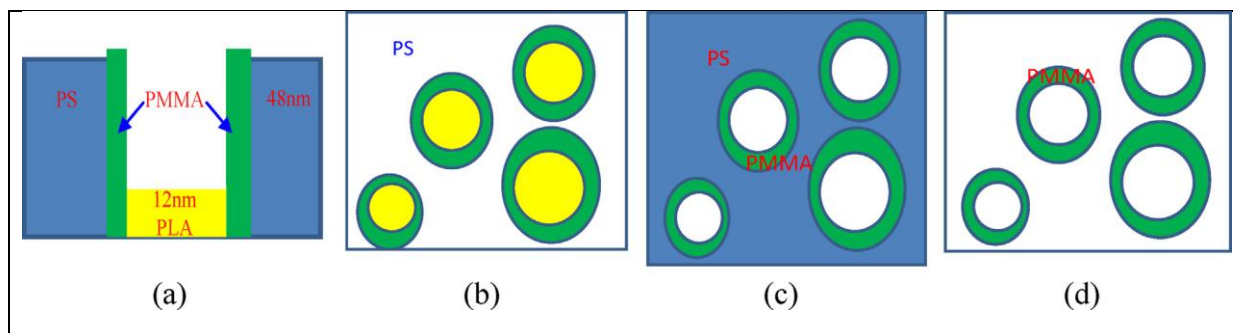 PS
PMMA
48nm
12nm
PLA
PS
PS
PMMA
PMMA
(a)
(b)
(c)
(d)